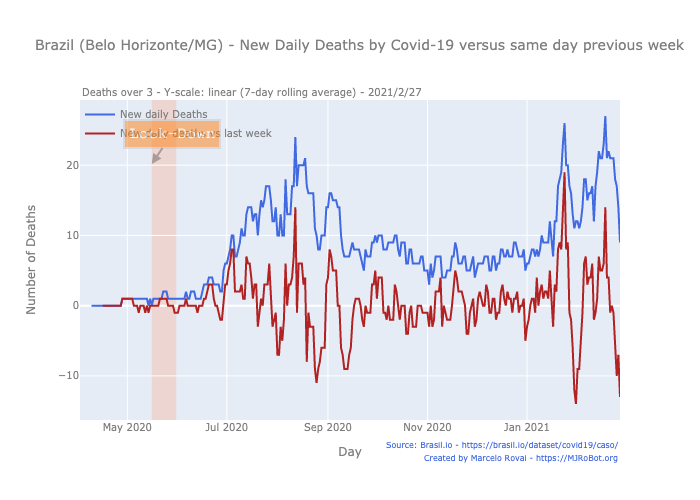 Brazil (Belo Horizonte/MG) - New Daily Deaths by Covid-19 versus same day previous week
Deaths over 3 - Y-scale: linear (7-day rolling average) - 2021/2/27
New daily Deaths
New daily deaths vs last week
Lock-Down
20
10
0
−10
Number of Deaths
May 2020
Jul 2020
Sep 2020
Nov 2020
Jan 2021
Day
Source: Brasil.io - https://brasil.io/dataset/covid19/caso/
Created by Marcelo Rovai - https://MJRoBot.org